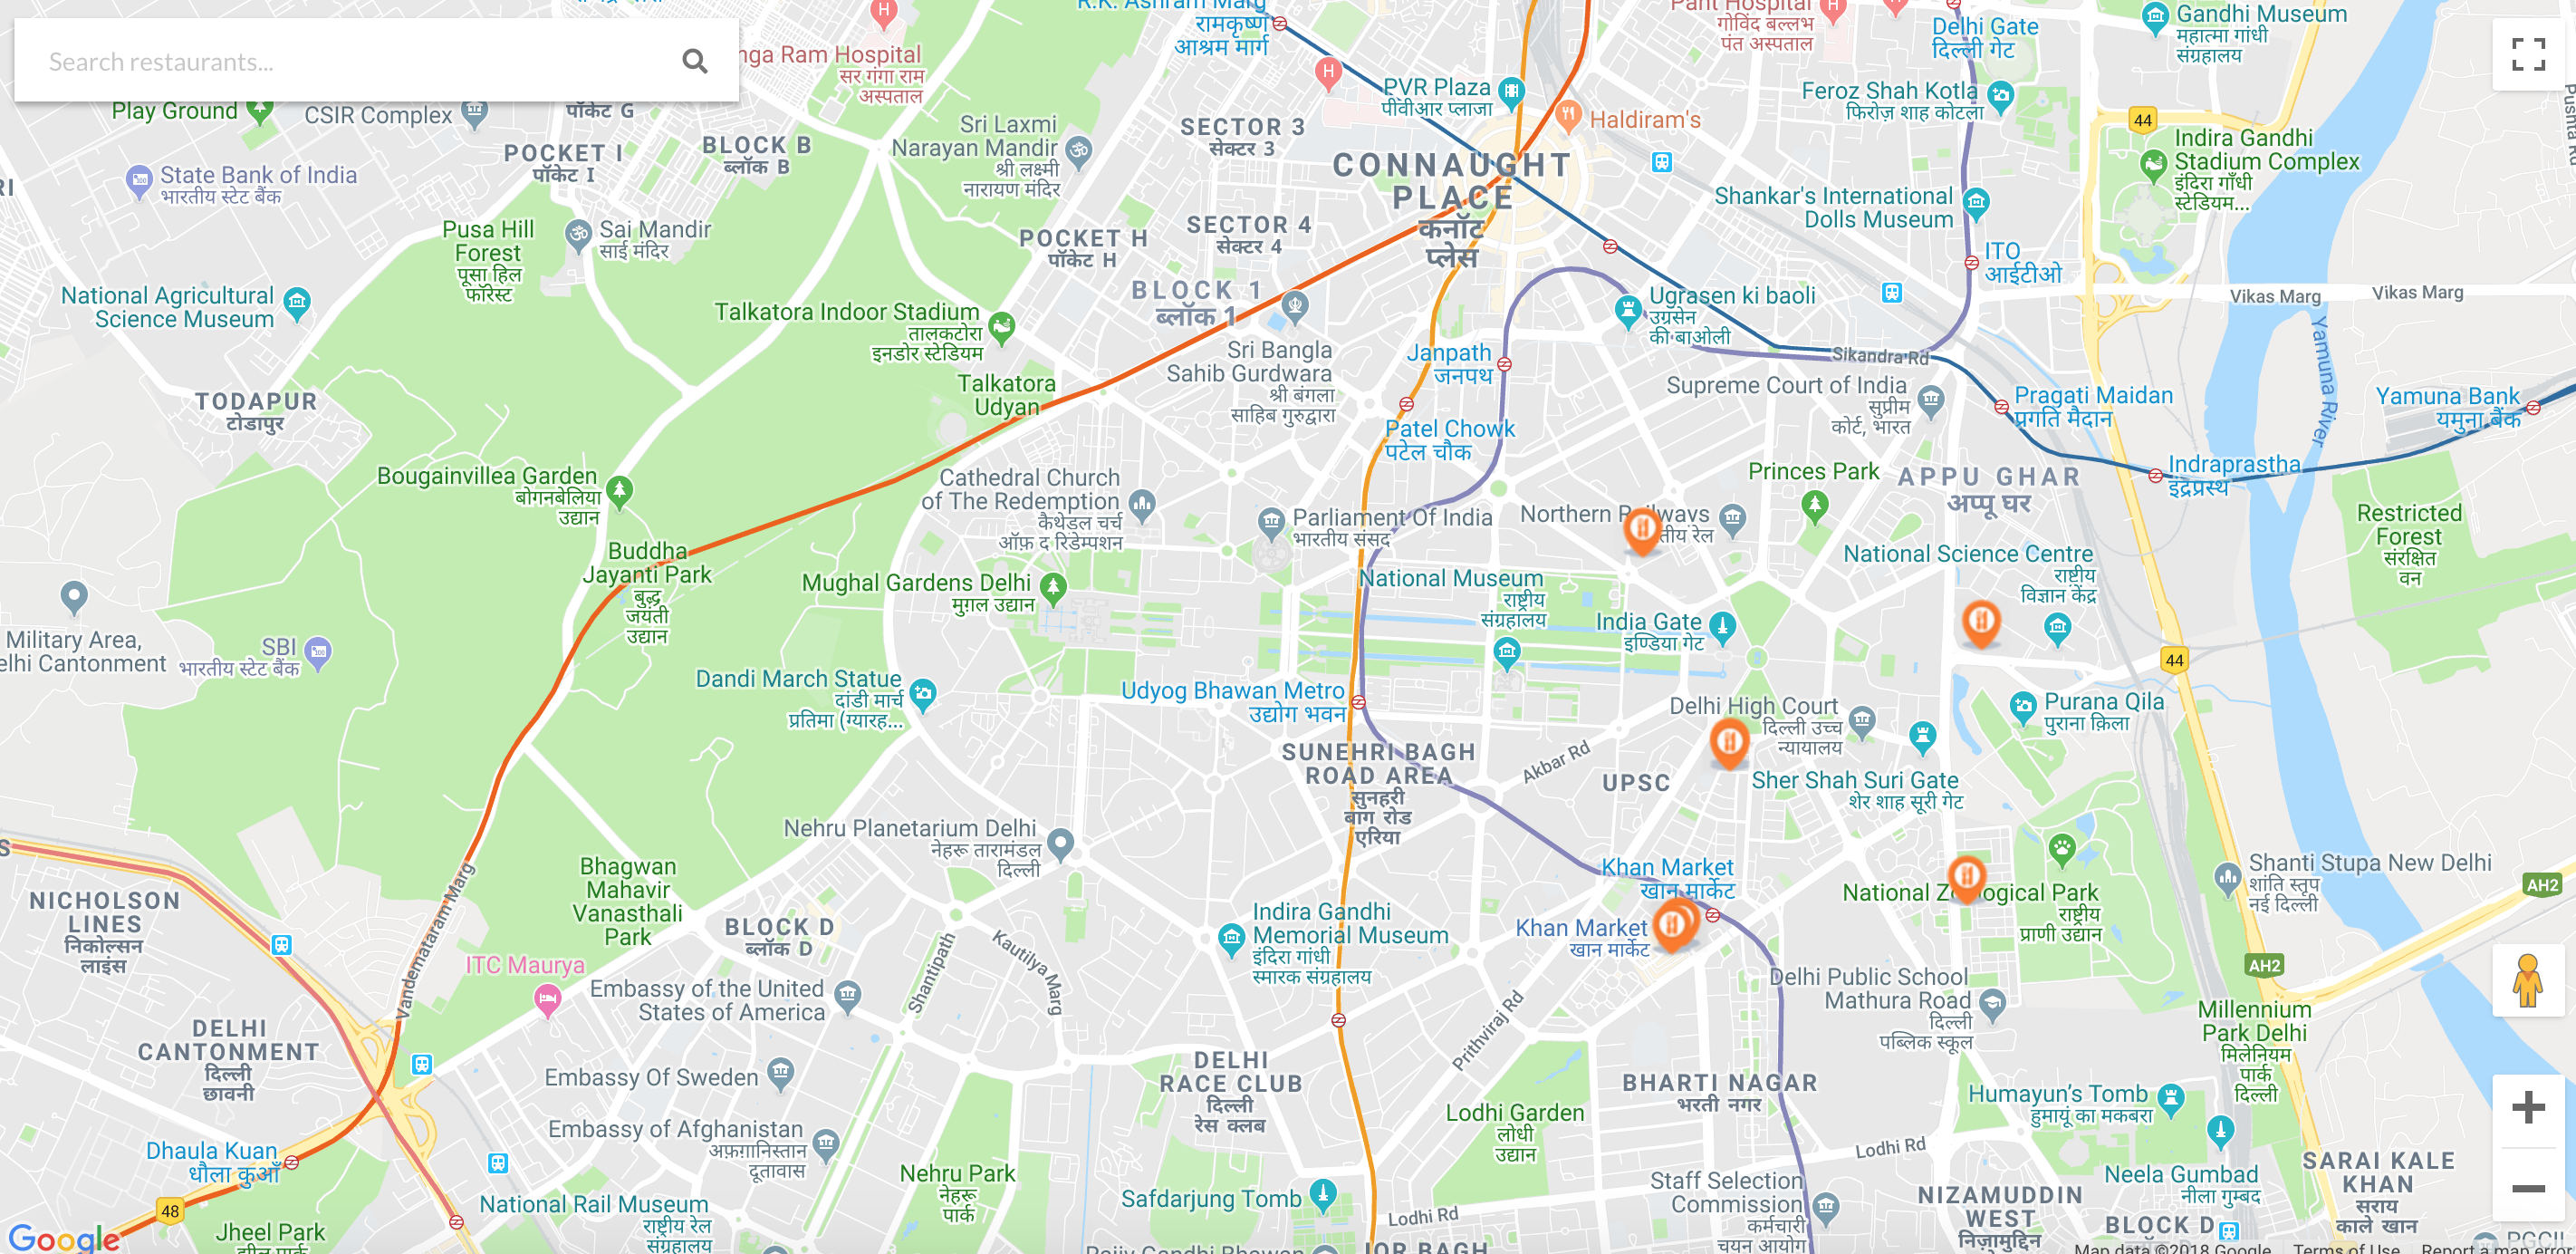 Search restaurants...
R.K. Ashram Marg
रामकृष्ण
आश्रम मार्ग
Pant Hospital
गोविंद बल्लभ
पंत अस्पताल
Delhi Gate
दिल्ली गेट
Gandhi Museum
महात्मा गांधी
संग्रहालय
nga Ram Hospital
सर गंगा राम
अस्पताल
Play Ground
CSIR Complex
पॉकेट G
PVR Plaza
पीवीआर प्लाजा
Haldiram's
Feroz Shah Kotla
फिरोज़ शाह कोटला
44
Indira Gandhi
Stadium Complex
इंदिरा गाँधी
स्टेडियम...
POCKET I
पॉकेट I
BLOCK B
ब्लॉक B
Sri Laxmi
Narayan Mandir
श्री लक्ष्मी
नारायण मंदिर
SECTOR 3
सेक्टर 3
CONNAUGHT
PLACE
कनॉट
प्लेस
State Bank of India
भारतीय स्टेट बैंक
Shankar's International
Dolls Museum
Pusa Hill
Forest
पूसा हिल
फॉरेस्ट
Sai Mandir
साई मंदिर
POCKET H
पॉकेट H
SECTOR 4
सेक्टर 4
ITO
आईटीओ
National Agricultural
Science Museum
BLOCK 1
ब्लॉक 1
Ugrasen ki baoli
उग्रसेन
की बाओली
Vikas Marg
Vikas Marg
Talkatora Indoor Stadium
तालकटोरा
इनडोर स्टेडियम
Sri Bangla
Sahib Gurdwara
श्री बंगला
साहिब गुरुद्वारा
Janpath
जनपथ
Sikandra Rd
Yamuna River
TODAPUR
टोडापुर
Talkatora
Udyan
Supreme Court of India
सुप्रीम
कोर्ट, भारत
Pragati Maidan
प्रगति मैदान
Yamuna Bank
यमुना बैंक
Patel Chowk
पटेल चौक
Bougainvillea Garden
बोगनबेलिया
उद्यान
Cathedral Church
of The Redemption
कैथेडल चर्च
ऑफ़ द रिडेम्पशन
Princes Park
APPU GHAR
अप्पू घर
Indraprastha
इंद्रप्रस्थ
Parliament Of India
भारतीय संसद
Northern
Restricted
Forest
संरक्षित
वन
Buddha
Jayanti Park
बुद्ध
जयंती
उद्यान
National Science Centre
राष्ट्रीय
विज्ञान केंद्र
Mughal Gardens Delhi
मुग़ल उद्यान
National Museum
राष्ट्रीय
संग्रहालय
India Gate
इण्डिया गेट
Military Area,
elhi Cantonment
SBI
भारतीय स्टेट बैंक
44
Dandi March Statue
दांडी मार्च
प्रतिमा (ग्यारह...
Udyog Bhawan Metro
उद्योग भवन
Delhi High Court
दिल्ली उच्च
न्यायालय
Purana Qila
पुराना क़िला
SUNEHRI BAGH
ROAD AREA
सुनहरी
बाग रोड
एरिया
Akbar Rd
UPSC
Sher Shah Suri Gate
शेर शाह सूरी गेट
Nehru Planetarium Delhi
नेहरू तारामंडल
दिल्ली
Bhagwan
Mahavir
Vanasthali
Park
Khan Market
खान मार्केट
Khan Market
खान मार्केट
National Zoological Park
राष्ट्रीय
प्राणी उद्यान
Shanti Stupa New Delhi
शांति स्तूप
नई दिल्ली
AH2
AH2
NICHOLSON
LINES
निकोल्सन
लाइंस
Vandemataram Marg
BLOCK D
ब्लॉक D
Indira Gandhi
Memorial Museum
इंदिरा गांधी
स्मारक संग्रहालय
Shantipath
Kautilya Marg
ITC Maurya
Embassy of the United
States of America
Delhi Public School
Mathura Road
दिल्ली
पब्लिक स्कूल
Prithviraj Rd
Millennium
Park Delhi
मिलेनियम
पार्क
दिल्ली
DELHI
CANTONMENT
दिल्ली
छावनी
Embassy Of Sweden
DELHI
RACE CLUB
दिल्ली
रेस क्लब
BHARTI NAGAR
भरती नगर
Humayun's Tomb
हुमायूं का मकबरा
Lodhi Garden
लोधी
उद्यान
Embassy of Afghanistan
अफ़ग़ानिस्तान
दूतावास
Dhaula Kuan
धौला कुआँ
Lodhi Rd
Nehru Park
नेहरू
पार्क
Safdarjung Tomb
Staff Selection
Commission
कर्मचारी
चयन आयोग
Neela Gumbad
नीला गुम्बद
SARAI KALE
KHAN
सराय
काले खान
48
National Rail Museum
राष्ट्रीय रेल
संग्रहालय
Lodhi Rd
NIZAMUDDIN
WEST
निज़ामुद्दीन
BLOCK D
Jheel Park
झील पार्क
Rajiv Gandhi Bhawan
JOR BAGH
Google
Map data ©2018 Google
Terms of Use
Report a map error